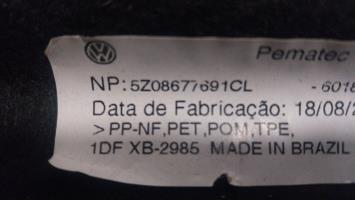 Pematec
NP:5Z08677691CL -6018
Data de Fabricação: 18/08/2
>PP-NF,PET,POM,TPE,
1DF XB-2985 MADE IN BRAZIL